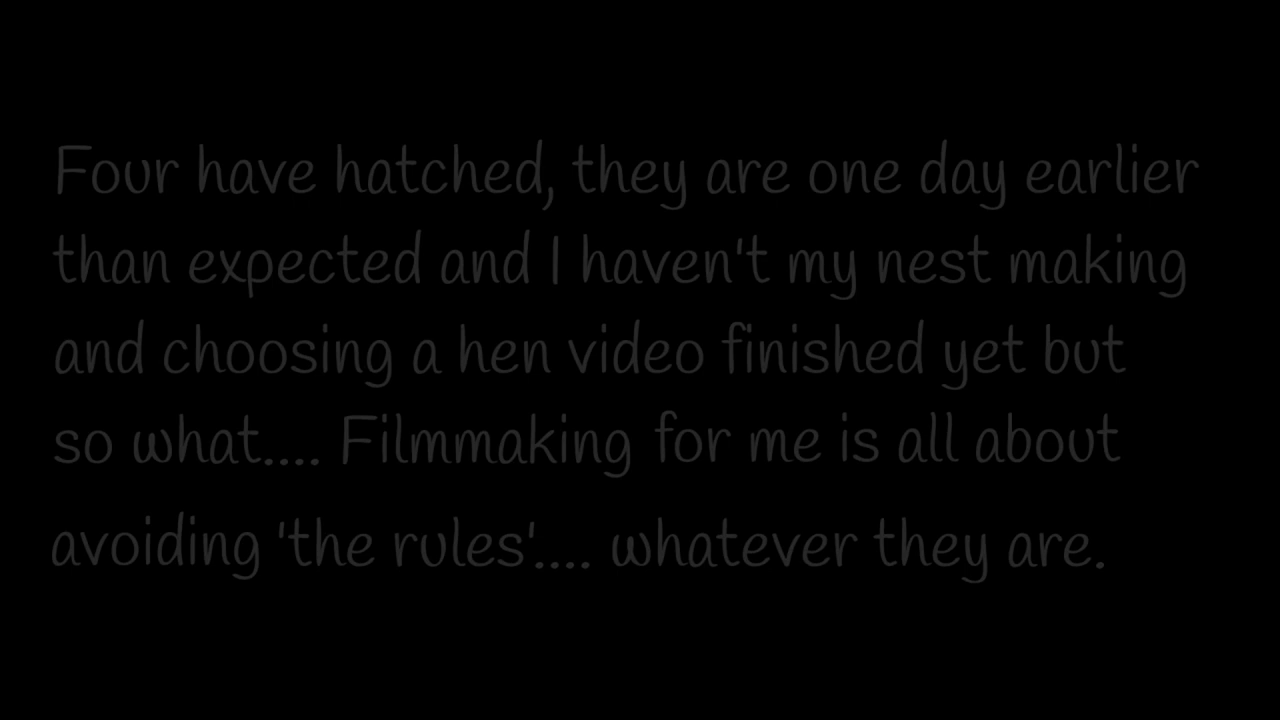 Four have hatched, they are one day earlier
than expected and I haven't my nest making
and choosing a hen video finished yet but
so what.... Filmmaking for me is all about
avoiding 'the rules'.... whatever they are.